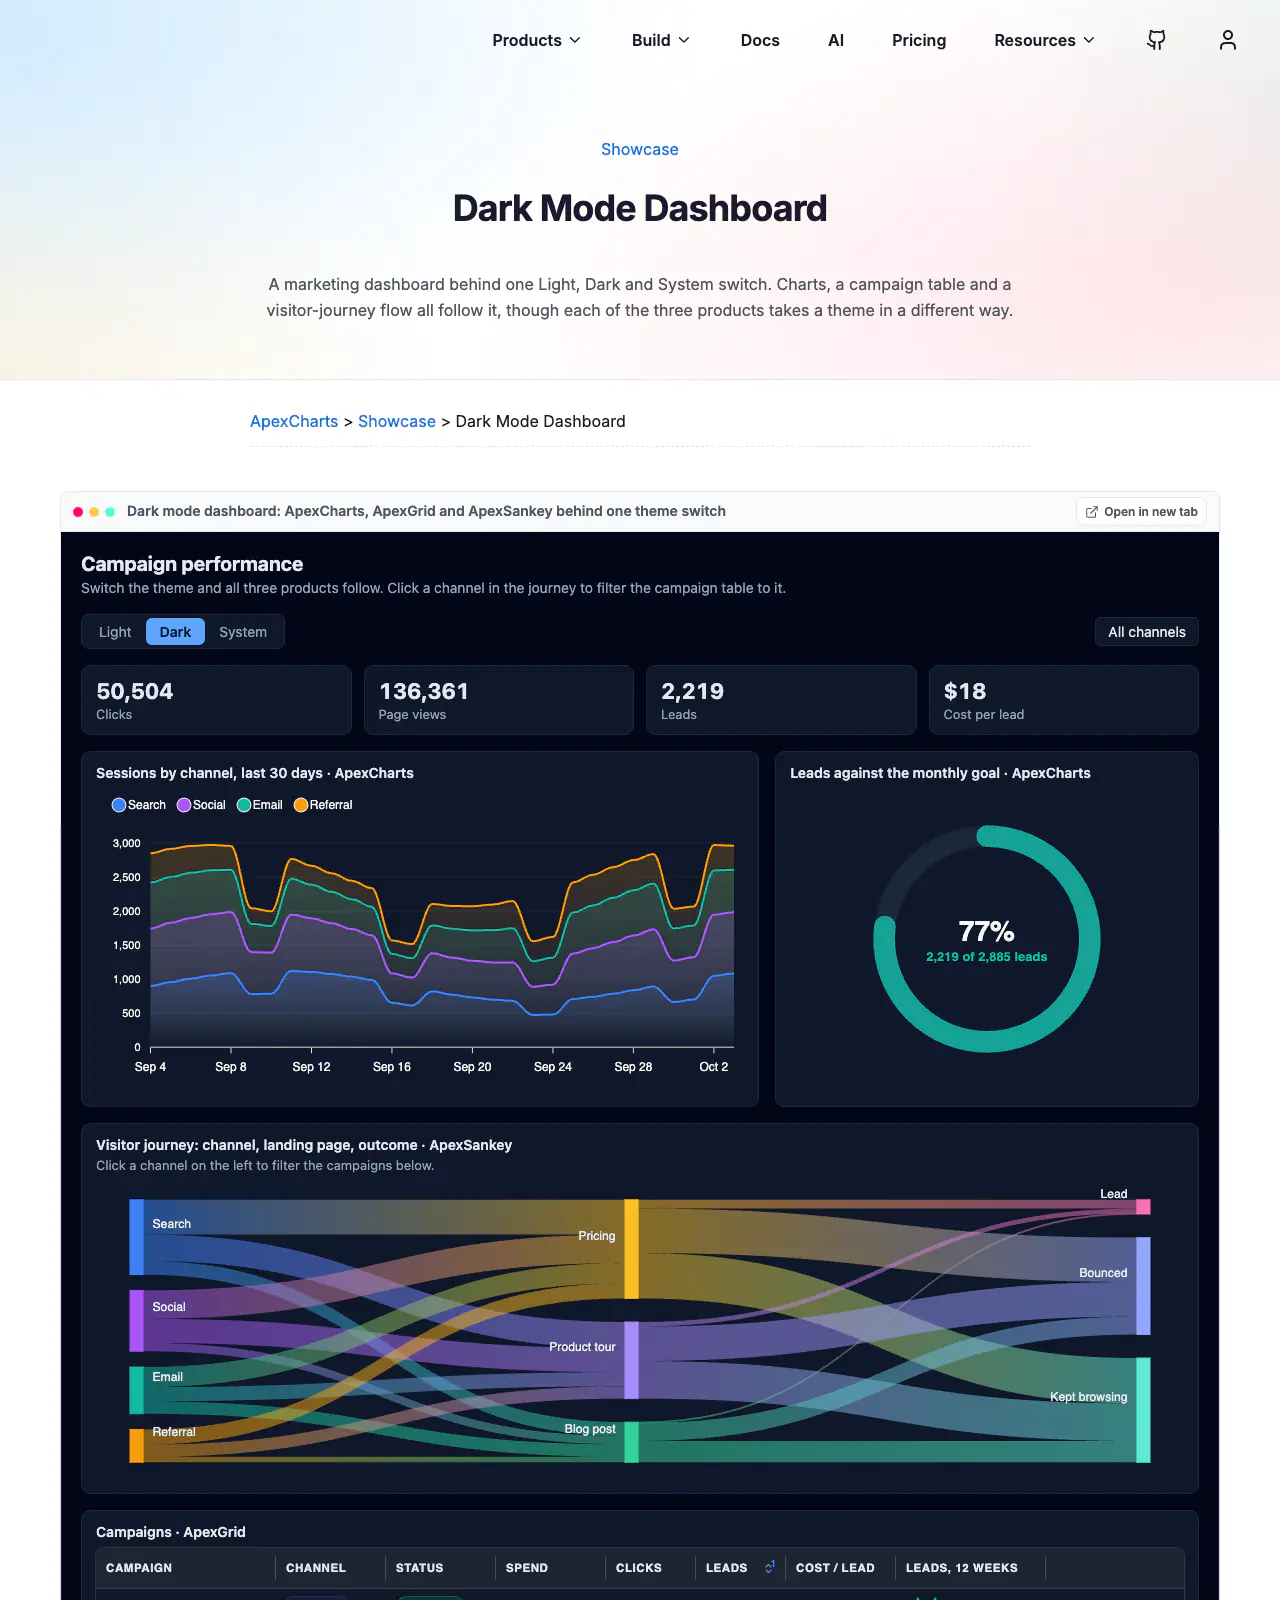 Products Build Docs AI Pricing Resources
Showcase
Dark Mode Dashboard
A marketing dashboard behind one Light, Dark and System switch. Charts, a campaign table and a
visitor-journey flow all follow it, though each of the three products takes a theme in a different way.
ApexCharts > Showcase > Dark Mode Dashboard
Dark mode dashboard: ApexCharts, ApexGrid and ApexSankey behind one theme switch
Open in new tab
Campaign performance
Switch the theme and all three products follow. Click a channel in the journey to filter the campaign table to it.
Light Dark System
All channels
50,504
Clicks
136,361
Page views
2,219
Leads
$18
Cost per lead
Sessions by channel, last 30 days · ApexCharts
Search Social Email Referral
3,000
2,500
2,000
1,500
1,000
500
0
Sep 4 Sep 8 Sep 12 Sep 16 Sep 20 Sep 24 Sep 28 Oct 2
Leads against the monthly goal · ApexCharts
77%
2,219 of 2,885 leads
Visitor journey: channel, landing page, outcome · ApexSankey
Click a channel on the left to filter the campaigns below.
Search
Social
Email
Referral
Pricing
Product tour
Blog post
Lead
Bounced
Kept browsing
Campaigns · ApexGrid
CAMPAIGN CHANNEL STATUS SPEND CLICKS LEADS 1 COST / LEAD LEADS, 12 WEEKS